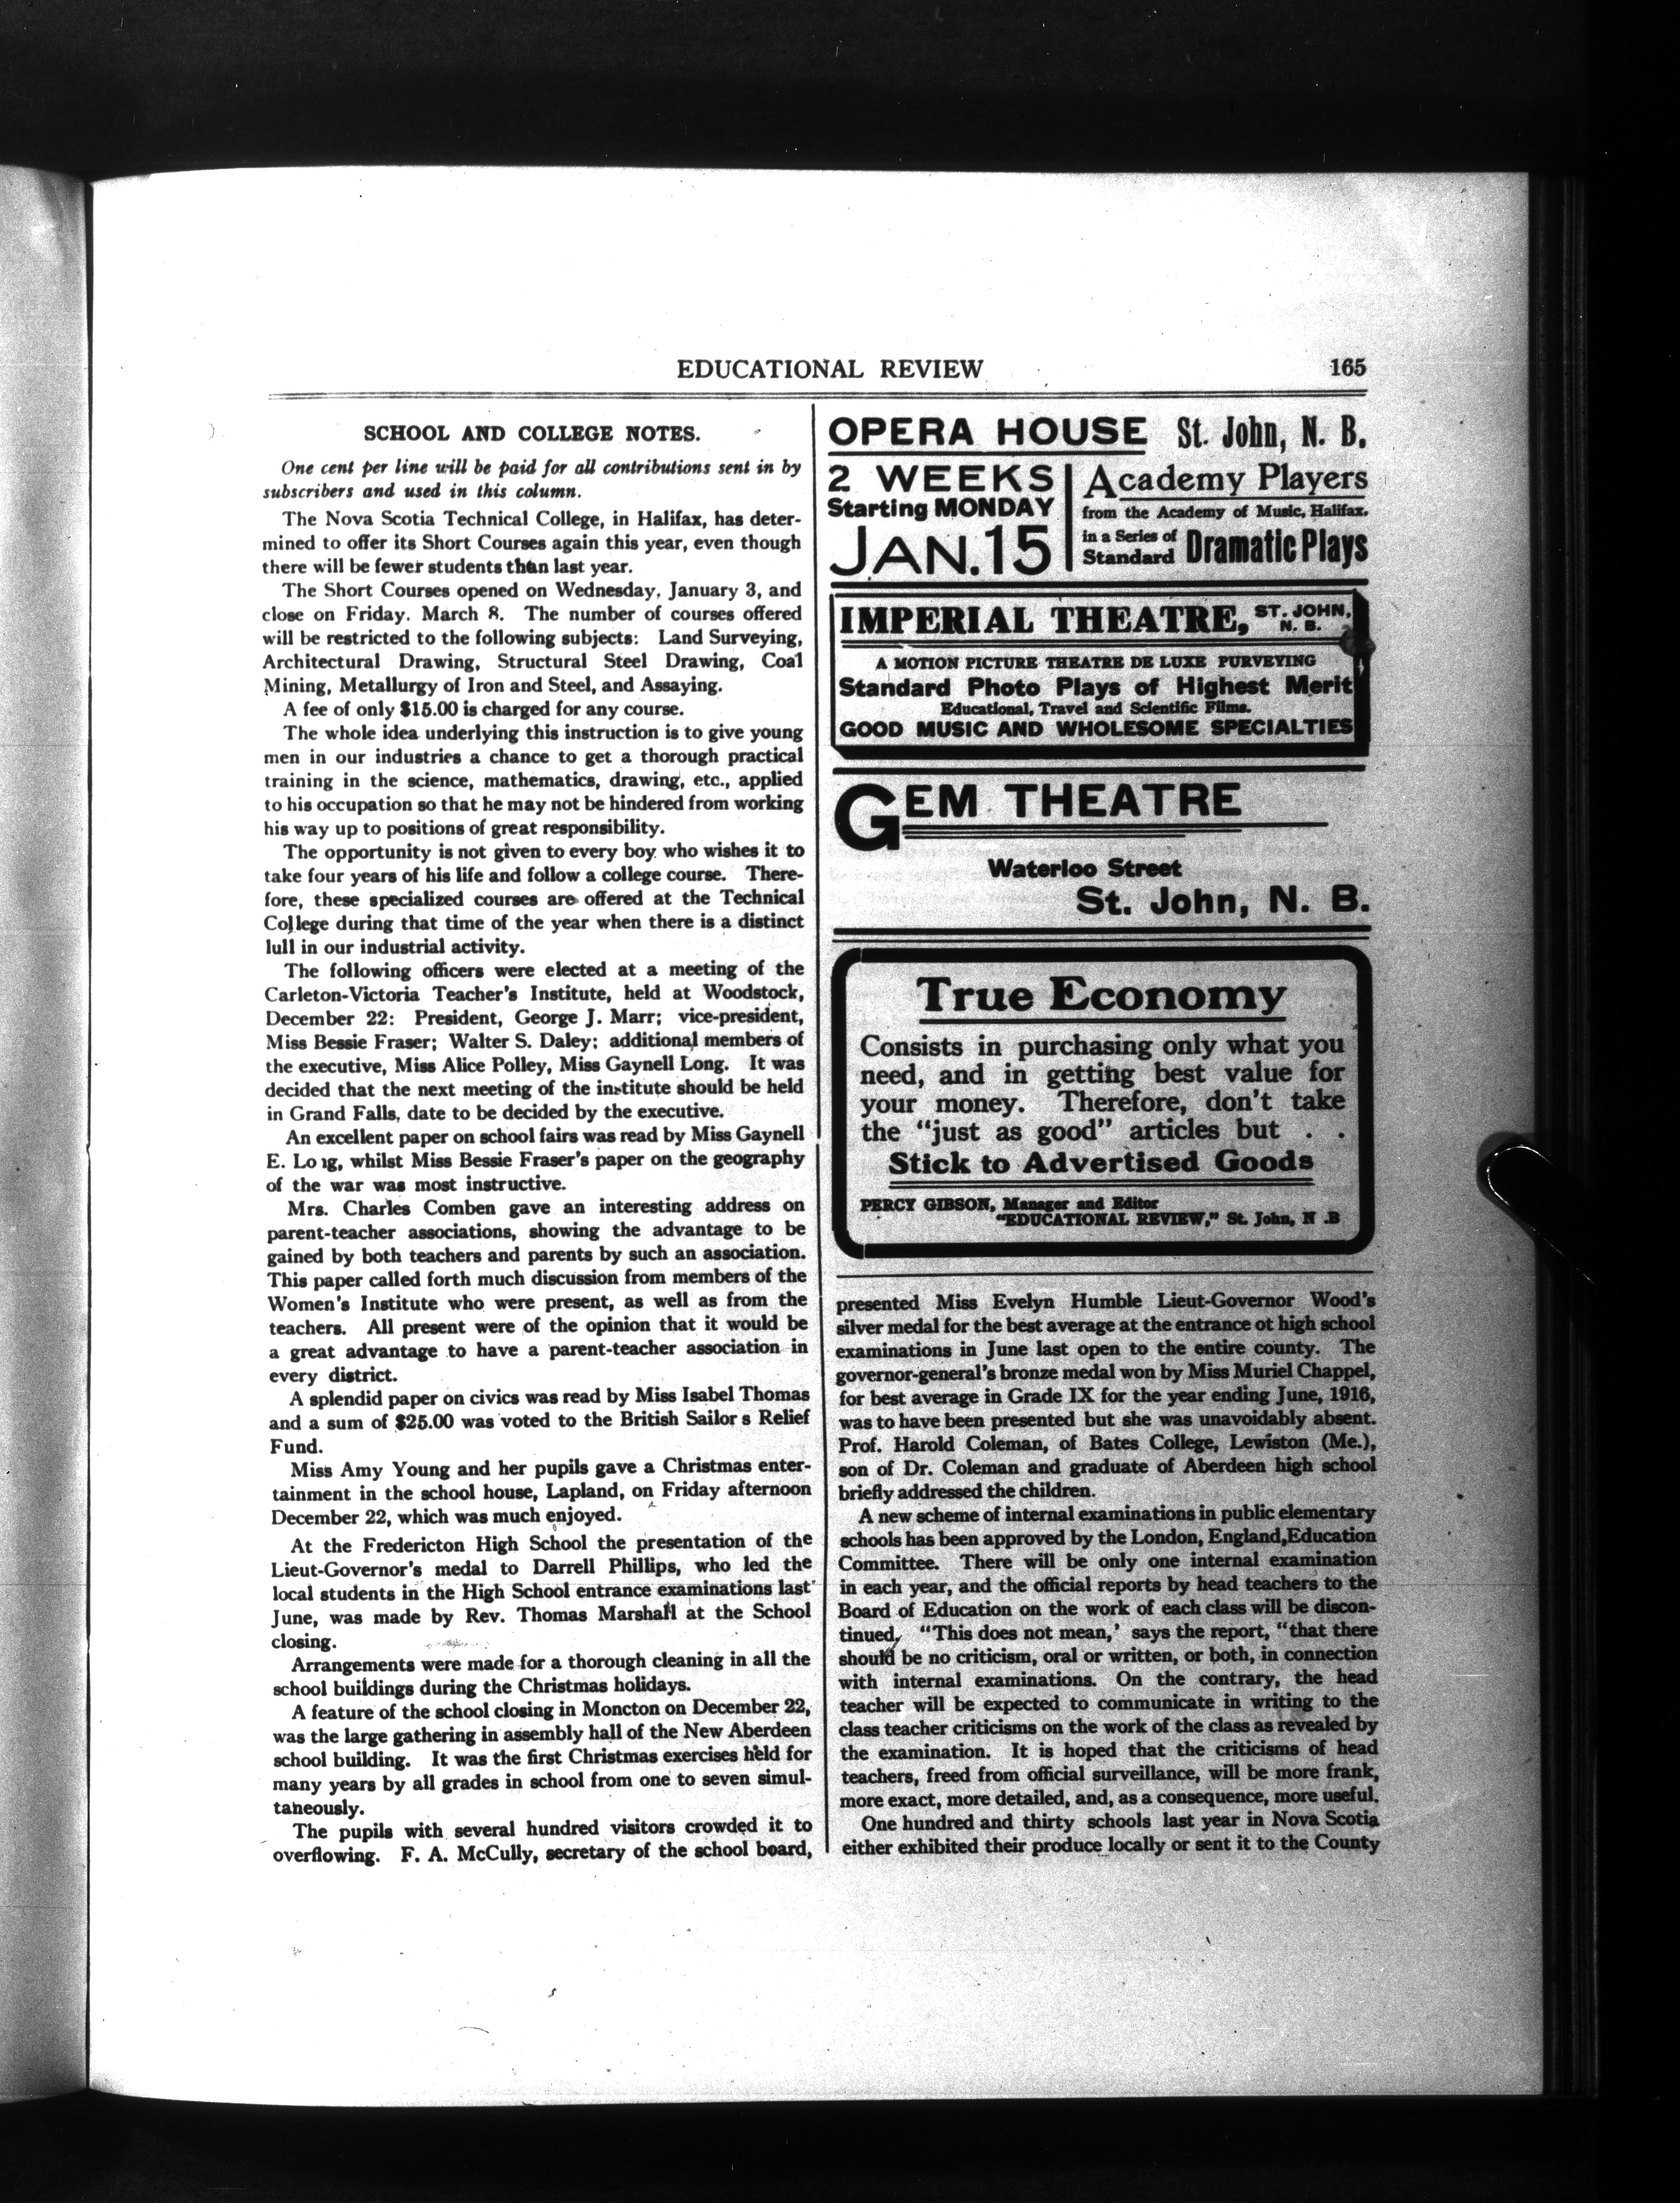 EDUCATIONAL REVIEW 165
SCHOOL AND COLLEGE NOTES.
One cent per line will be paid for all contributions sent in by
subscribers and used in this column.
The Nova Scotia Technical College, in Halifax, has deter-
mined to offer its Short Courses again this year, even though
there will be fewer students than last year.
The Short Courses opened on Wednesday, January 3, and
close on Friday. March 8. The number of courses offered
will be restricted to the following subjects: Land Surveying,
Architectural Drawing, Structural Steel Drawing, Coal
Mining, Metallurgy of Iron and Steel, and Assaying.
A fee of only $15.00 is charged for any course.
The whole idea underlying this instruction is to give young
men in our industries a chance to get a thorough practical
training in the science, mathematics, drawing, etc., applied
to his occupation so that he may not be hindered from working
his way up to positions of great responsibility.
The opportunity is not given to every boy who wishes it to
take four years of his life and follow a college course. There-
fore, these specialized courses are offered at the Technical
College during that time of the year when there is a distinct
lull in our industrial activity.
The following officers were elected at a meeting of the
Carleton-Victoria Teacher's Institute, held at Woodstock,
December 22: President, George J. Marr; vice-president,
Miss Bessie Fraser; Walter S. Daley; additional members of
the executive, Miss Alice Polley, Miss Gaynell Long. It was
decided that the next meeting of the institute should be held
in Grand Falls, date to be decided by the executive.
An excellent paper on school fairs was read by Miss Gaynell
E. Long, whilst Miss Bessie Fraser's paper on the geography
of the war was most instructive.
Mrs. Charles Comben gave an interesting address on
parent-teacher associations, showing the advantage to be
gained by both teachers and parents by such an association.
This paper called forth much discussion from members of the
Women's Institute who were present, as well as from the
teachers. All present were of the opinion that it would be
a great advantage to have a parent-teacher association in
every district.
A splendid paper on civics was read by Miss Isabel Thomas
and a sum of $25.00 was voted to the British Sailor s Relief
Fund.
Miss Amy Young and her pupils gave a Christmas enter-
tainment in the school house, Lapland, on Friday afternoon
December 22, which was much enjoyed.
At the Fredericton High School the presentation of the
Lieut-Governor's medal to Darrell Phillips, who led the
local students in the High School entrance examinations last
June, was made by Rev. Thomas Marshall at the School
closing.
Arrangements were made for a thorough cleaning in all the
school buildings during the Christmas holidays.
A feature of the school closing in Moncton on December 22,
was the large gathering in assembly hall of the New Aberdeen
school building. It was the first Christmas exercises held for
many years by all grades in school from one to seven simul-
taneously.
The pupils with several hundred visitors crowded it to
overflowing. F. A. McCully, secretary of the school board,
OPERA HOUSE St. John, N. B.
2 WEEKS
Starting MONDAY
JAN. 15
Academy Players
from the Academy of Music, Halifax.
in a Series of
Standard Dramatic Plays
IMPERIAL THEATRE, ST. JOHN,
N. B.
A MOTION PICTURE THEATRE DE LUXE PURVEYING
Standard Photo Plays of Highest Merit
Educational, Travel and Scientific Films.
GOOD MUSIC AND WHOLESOME SPECIALTIES
GEM THEATRE
Waterloo Street
St. John, N. B.
True Economy
Consists in purchasing only what you
need, and in getting best value for
your money. Therefore, don't take
the "just as good" articles but . .
Stick to Advertised Goods
PERCY GIBSON, Manager and Editor
"EDUCATIONAL REVIEW," St. John, N .B
presented Miss Evelyn Humble Lieut-Governor Wood's
silver medal for the best average at the entrance ot high school
examinations in June last open to the entire county. The
governor-general's bronze medal won by Miss Muriel Chappel,
for best average in Grade IX for the year ending June, 1916,
was to have been presented but she was unavoidably absent.
Prof. Harold Coleman, of Bates College, Lewiston (Me.),
son of Dr. Coleman and graduate of Aberdeen high school
briefly addressed the children.
A new scheme of internal examinations in public elementary
schools has been approved by the London, England,Education
Committee. There will be only one internal examination
in each year, and the official reports by head teachers to the
Board of Education on the work of each class will be discon-
tinued, "This does not mean,' says the report, "that there
should be no criticism, oral or written, or both, in connection
with internal examinations. On the contrary, the head
teacher will be expected to communicate in writing to the
class teacher criticisms on the work of the class as revealed by
the examination. It is hoped that the criticisms of head
teachers, freed from official surveillance, will be more frank,
more exact, more detailed, and, as a consequence, more useful.
One hundred and thirty schools last year in Nova Scotia
either exhibited their produce locally or sent it to the County